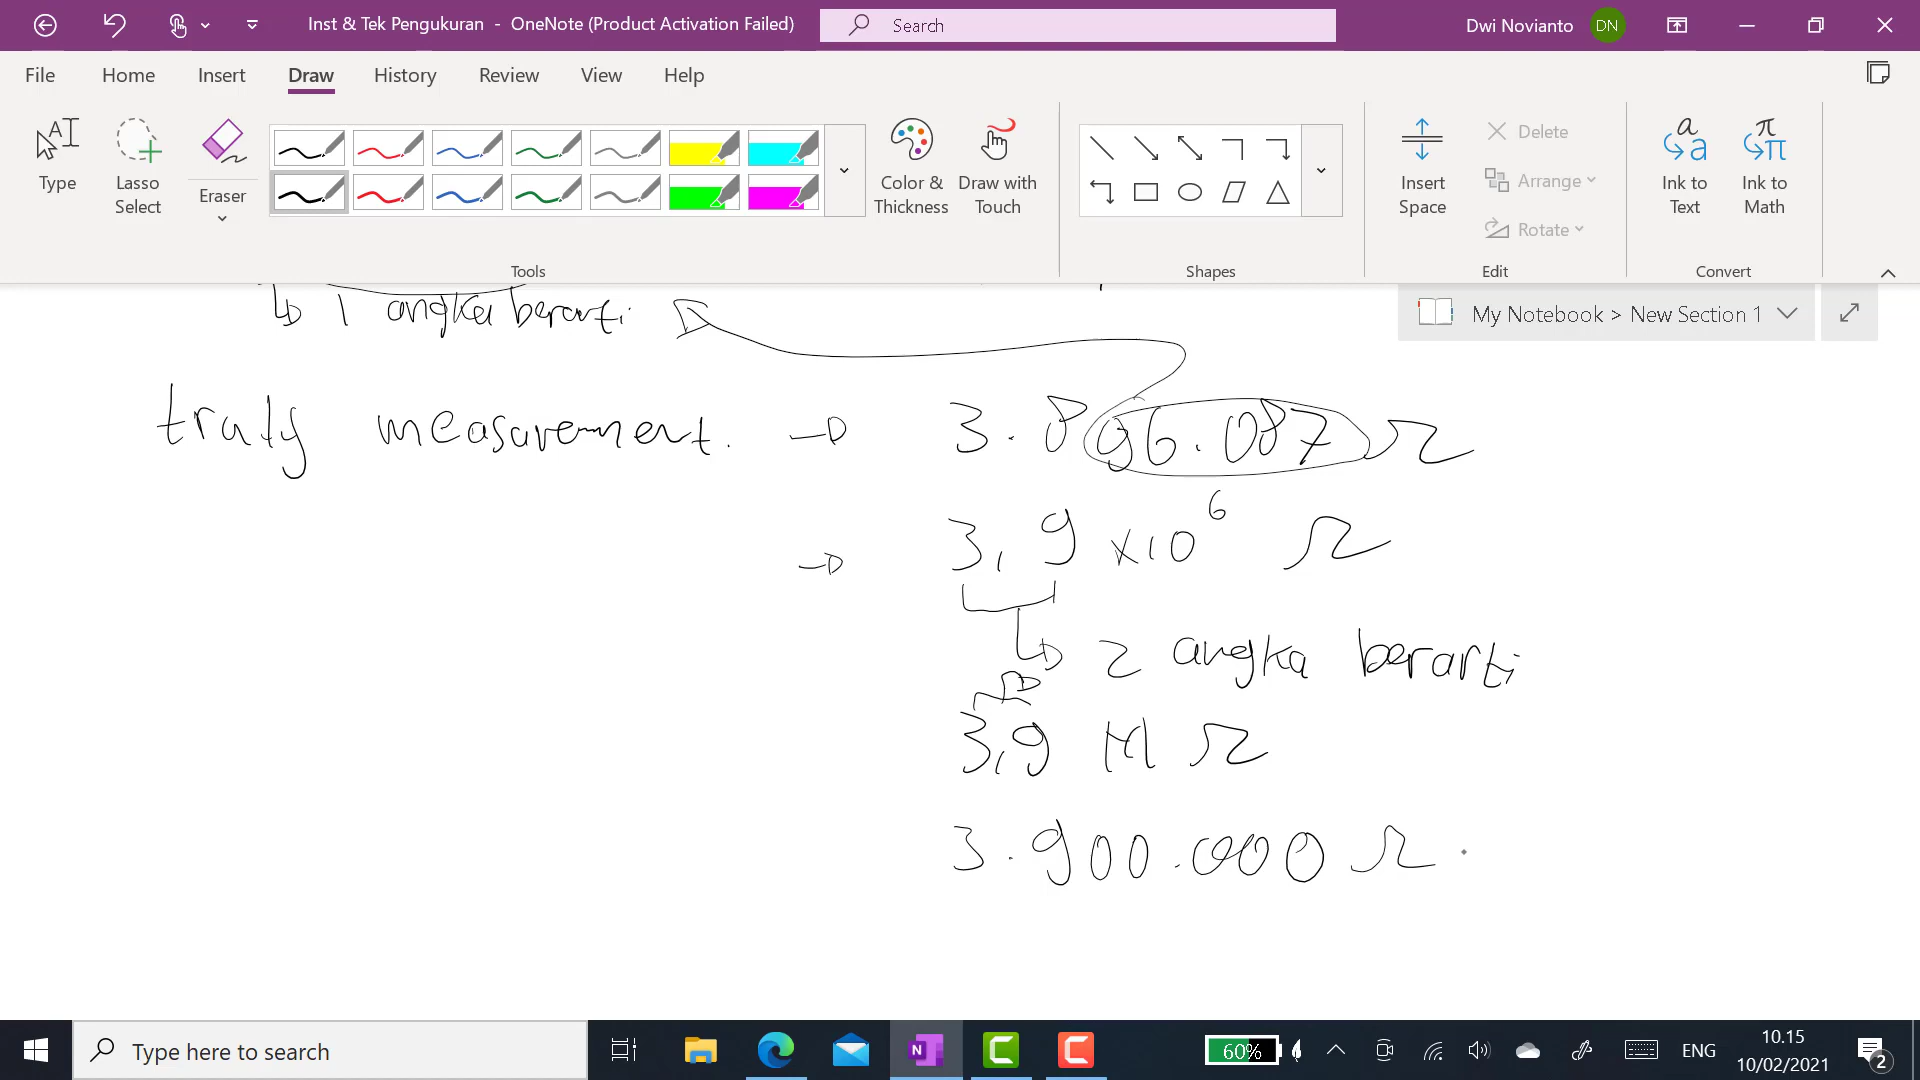 Inst & Tek Pengukuran - OneNote (Product Activation Failed)
Search
Dwi Novianto
DN
File Home Insert Draw History Review View Help
Type
Lasso Select
Eraser
Color & Thickness
Draw with Touch
Insert Space
Delete
Arrange
Rotate
Ink to Text
Ink to Math
Tools
Shapes
Edit
Convert
My Notebook > New Section 1
1 angka berarti
truly measurement. → 3.896.087 Ω
→ 3,9 x10⁶ Ω
2 angka berarti
3,9 M Ω
3.900.000 Ω
Type here to search
60%
ENG
10.15
10/02/2021
2